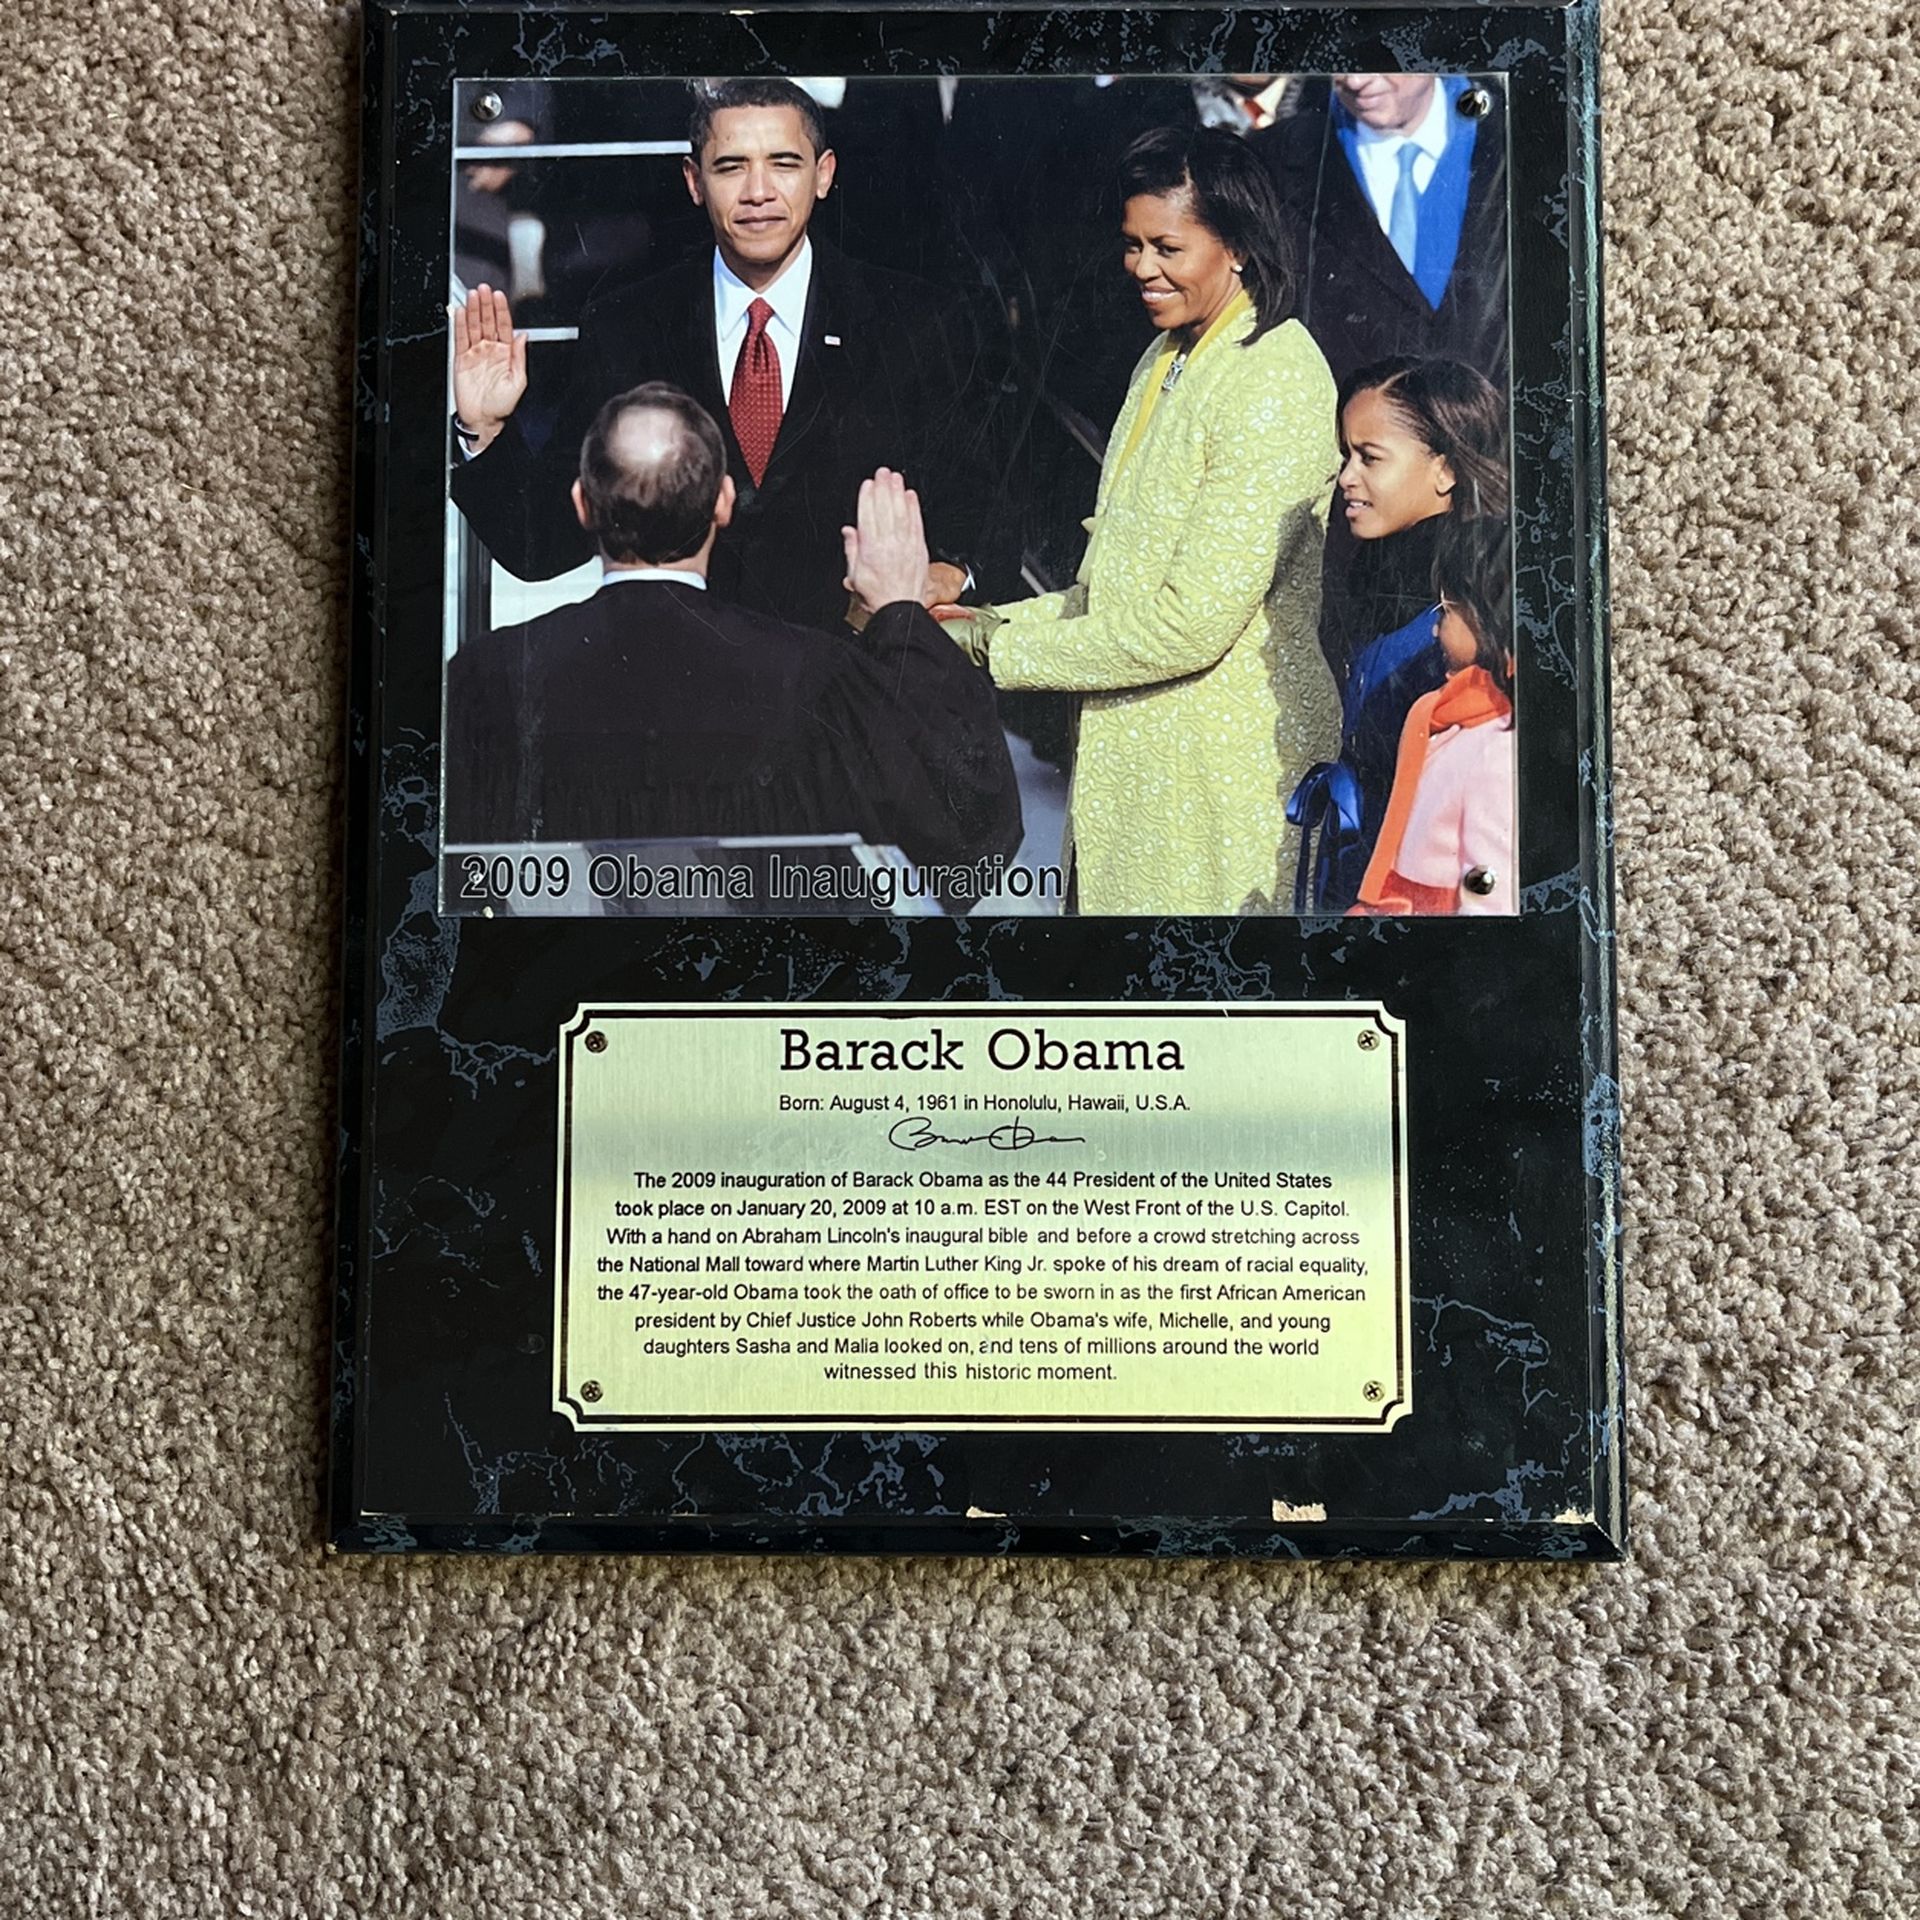 2009 Obama Inauguration
Barack Obama
Born: August 4, 1961 in Honolulu, Hawaii, U.S.A.
The 2009 inauguration of Barack Obama as the 44 President of the United States
took place on January 20, 2009 at 10 a.m. EST on the West Front of the U.S. Capitol.
With a hand on Abraham Lincoln's inaugural bible and before a crowd stretching across
the National Mall toward where Martin Luther King Jr. spoke of his dream of racial equality,
the 47-year-old Obama took the oath of office to be sworn in as the first African American
president by Chief Justice John Roberts while Obama's wife, Michelle, and young
daughters Sasha and Malia looked on, and tens of millions around the world
witnessed this historic moment.